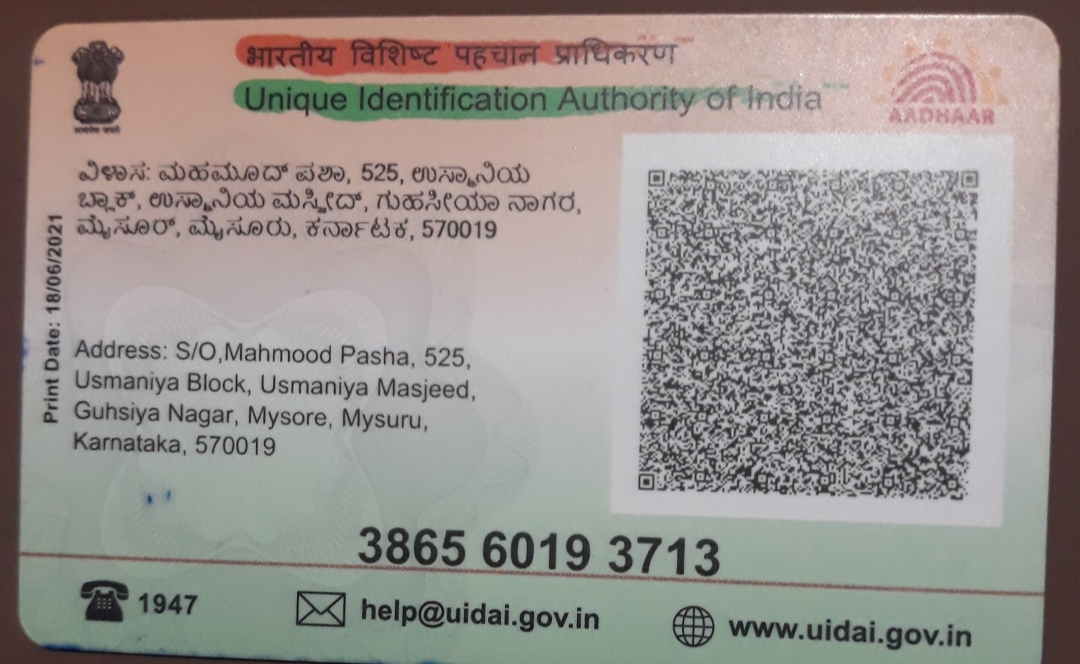 भारतीय विशिष्ट पहचान प्राधिकरण
Unique Identification Authority of India
AADHAAR
ವಿಳಾಸ: ಮಹಮೂದ್ ಪಶಾ, 525, ಉಸ್ಮಾನಿಯ
ಬ್ಲಾಕ್, ಉಸ್ಮಾನಿಯ ಮಸ್ಜೀದ್, ಗುಹಸೀಯಾ ನಾಗರ,
ಮೈಸೂರ್, ಮೈಸೂರು, ಕರ್ನಾಟಕ, 570019
Print Date: 18/06/2021
Address: S/O,Mahmood Pasha, 525,
Usmaniya Block, Usmaniya Masjeed,
Guhsiya Nagar, Mysore, Mysuru,
Karnataka, 570019
3865 6019 3713
1947
help@uidai.gov.in
www.uidai.gov.in